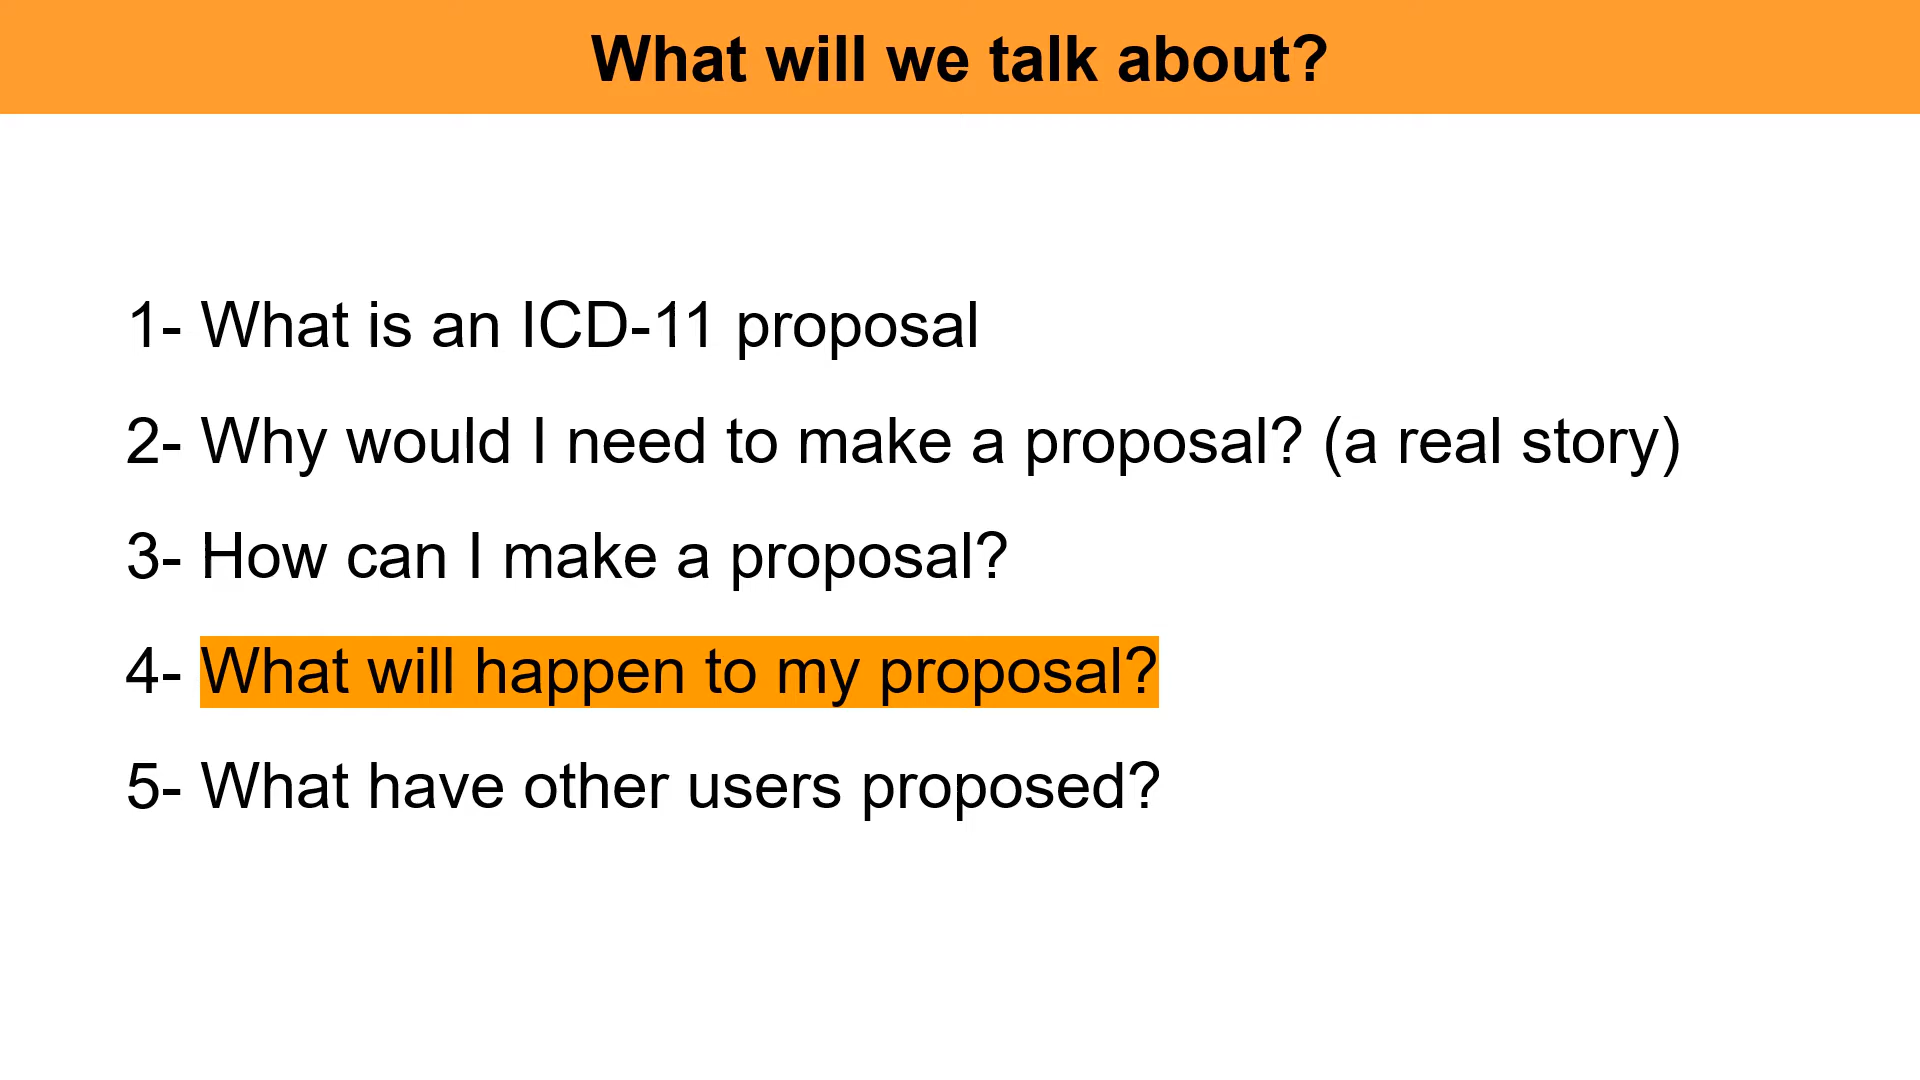 What will we talk about?
1- What is an ICD-11 proposal
2- Why would I need to make a proposal? (a real story)
3- How can I make a proposal?
4- What will happen to my proposal?
5- What have other users proposed?